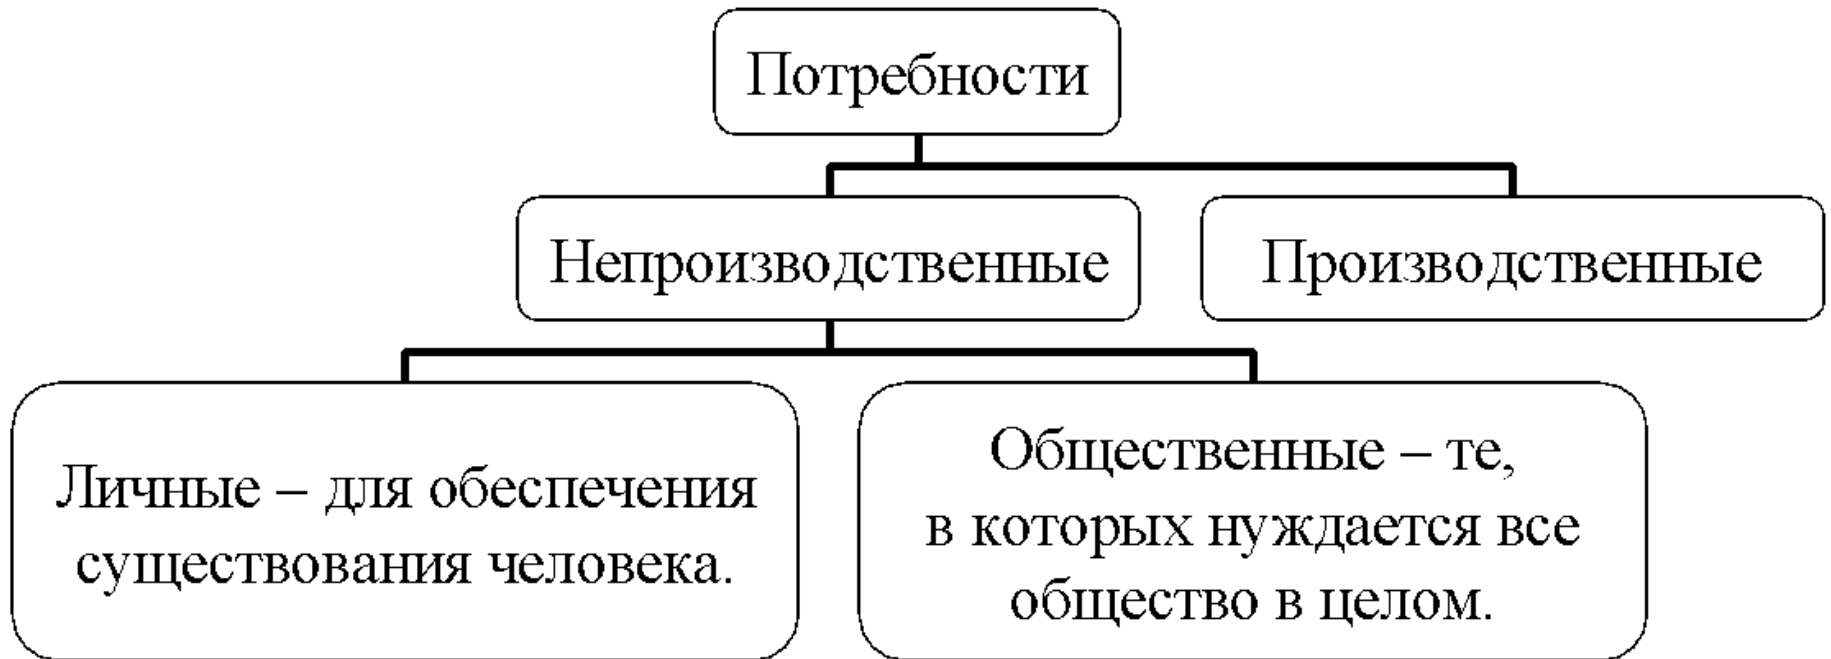 Потребности
Непроизводственные
Производственные
Личные – для обеспечения
существования человека.
Общественные – те,
в которых нуждается все
общество в целом.